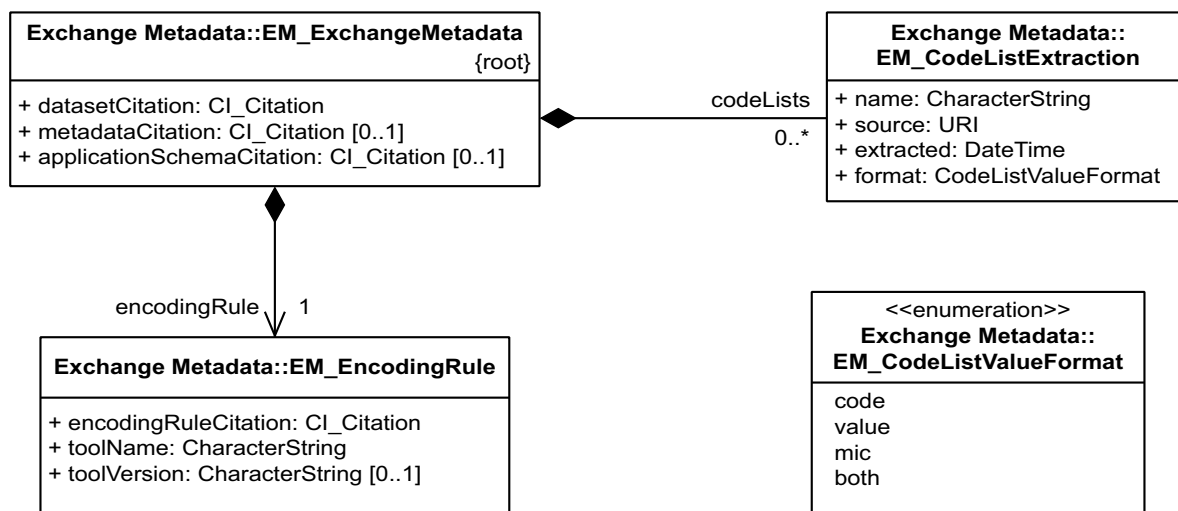 Exchange Metadata::EM_ExchangeMetadata
{root}
+ datasetCitation: CI_Citation
+ metadataCitation: CI_Citation [0..1]
+ applicationSchemaCitation: CI_Citation [0..1]
codeLists
0..*
Exchange Metadata::
EM_CodeListExtraction
+ name: CharacterString
+ source: URI
+ extracted: DateTime
+ format: CodeListValueFormat
encodingRule 1
Exchange Metadata::EM_EncodingRule
+ encodingRuleCitation: CI_Citation
+ toolName: CharacterString
+ toolVersion: CharacterString [0..1]
<<enumeration>>
Exchange Metadata::
EM_CodeListValueFormat
code
value
mic
both